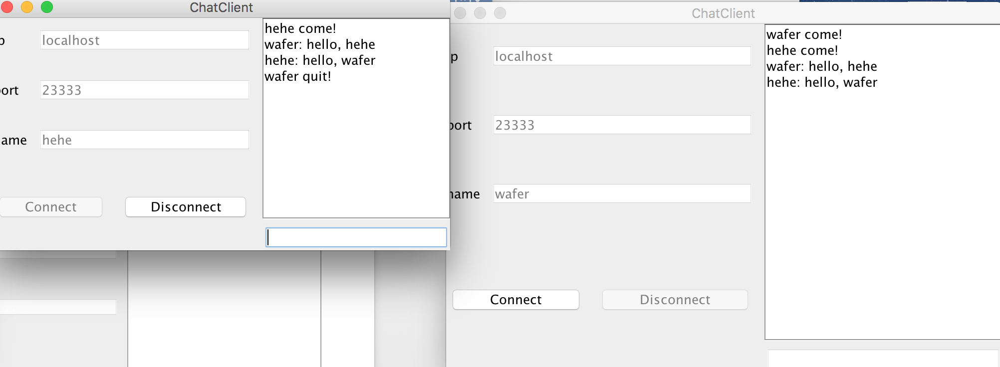 ChatClient
p
localhost
ort
23333
ame
hehe
Connect
Disconnect
hehe come!
wafer: hello, hehe
hehe: hello, wafer
wafer quit!
ChatClient
p
localhost
port
23333
name
wafer
Connect
Disconnect
wafer come!
hehe come!
wafer: hello, hehe
hehe: hello, wafer